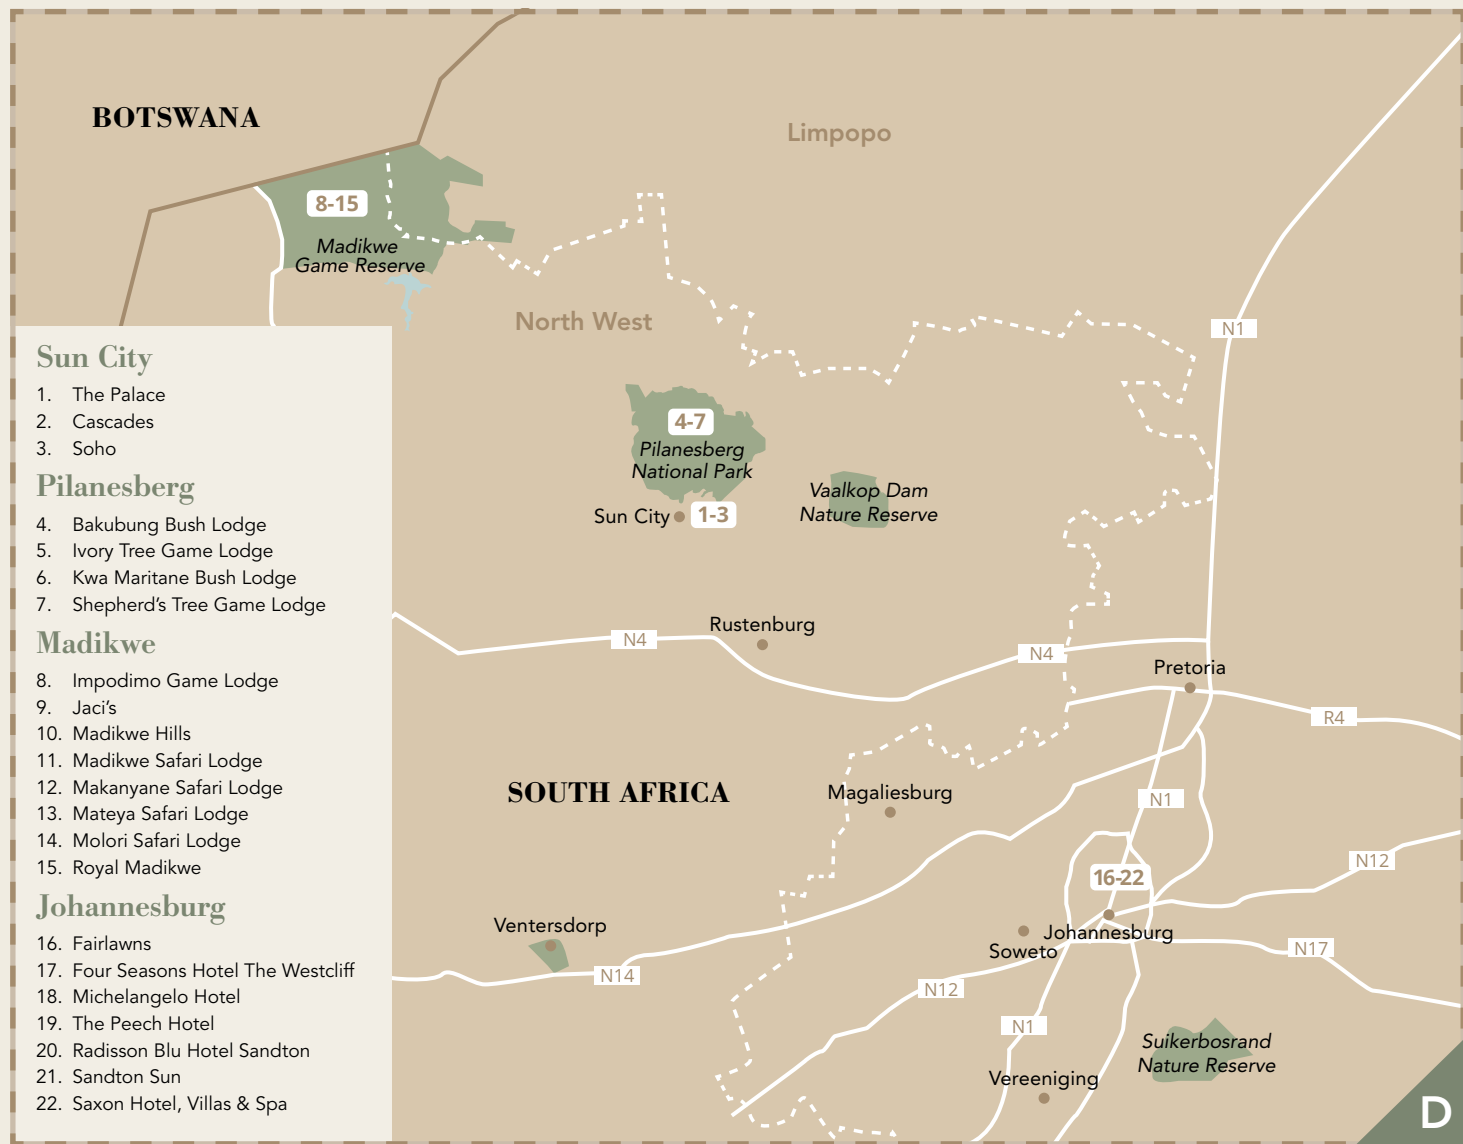 BOTSWANA
Limpopo
8-15
Madikwe
Game Reserve
North West
N1
Sun City
1. The Palace
2. Cascades
3. Soho
Pilanesberg
4. Bakubung Bush Lodge
5. Ivory Tree Game Lodge
6. Kwa Maritane Bush Lodge
7. Shepherd’s Tree Game Lodge
Madikwe
8. Impodimo Game Lodge
9. Jaci’s
10. Madikwe Hills
11. Madikwe Safari Lodge
12. Makanyane Safari Lodge
13. Mateya Safari Lodge
14. Molori Safari Lodge
15. Royal Madikwe
Johannesburg
16. Fairlawns
17. Four Seasons Hotel The Westcliff
18. Michelangelo Hotel
19. The Peech Hotel
20. Radisson Blu Hotel Sandton
21. Sandton Sun
22. Saxon Hotel, Villas & Spa
4-7
Pilanesberg
National Park
Vaalkop Dam
Nature Reserve
Sun City
1-3
Rustenburg
N4
N4
Pretoria
R4
SOUTH AFRICA
Magaliesburg
N1
N12
16-22
Ventersdorp
Johannesburg
Soweto
N17
N14
N12
N1
Suikerbosrand
Nature Reserve
Vereeniging
D